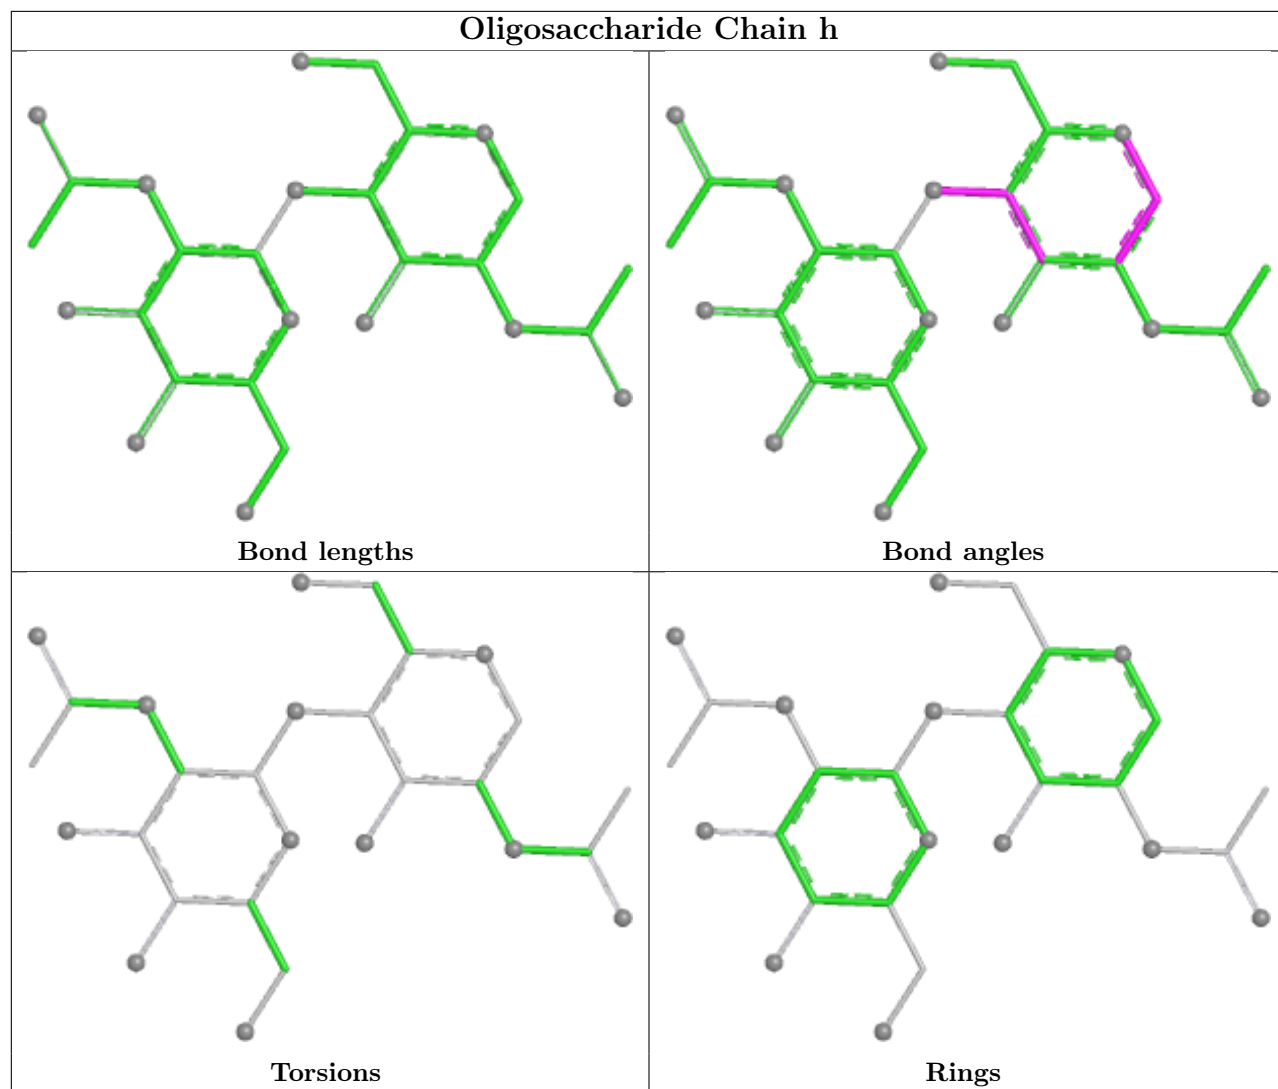 Oligosaccharide Chain h
Bond lengths
Bond angles
Torsions
Rings